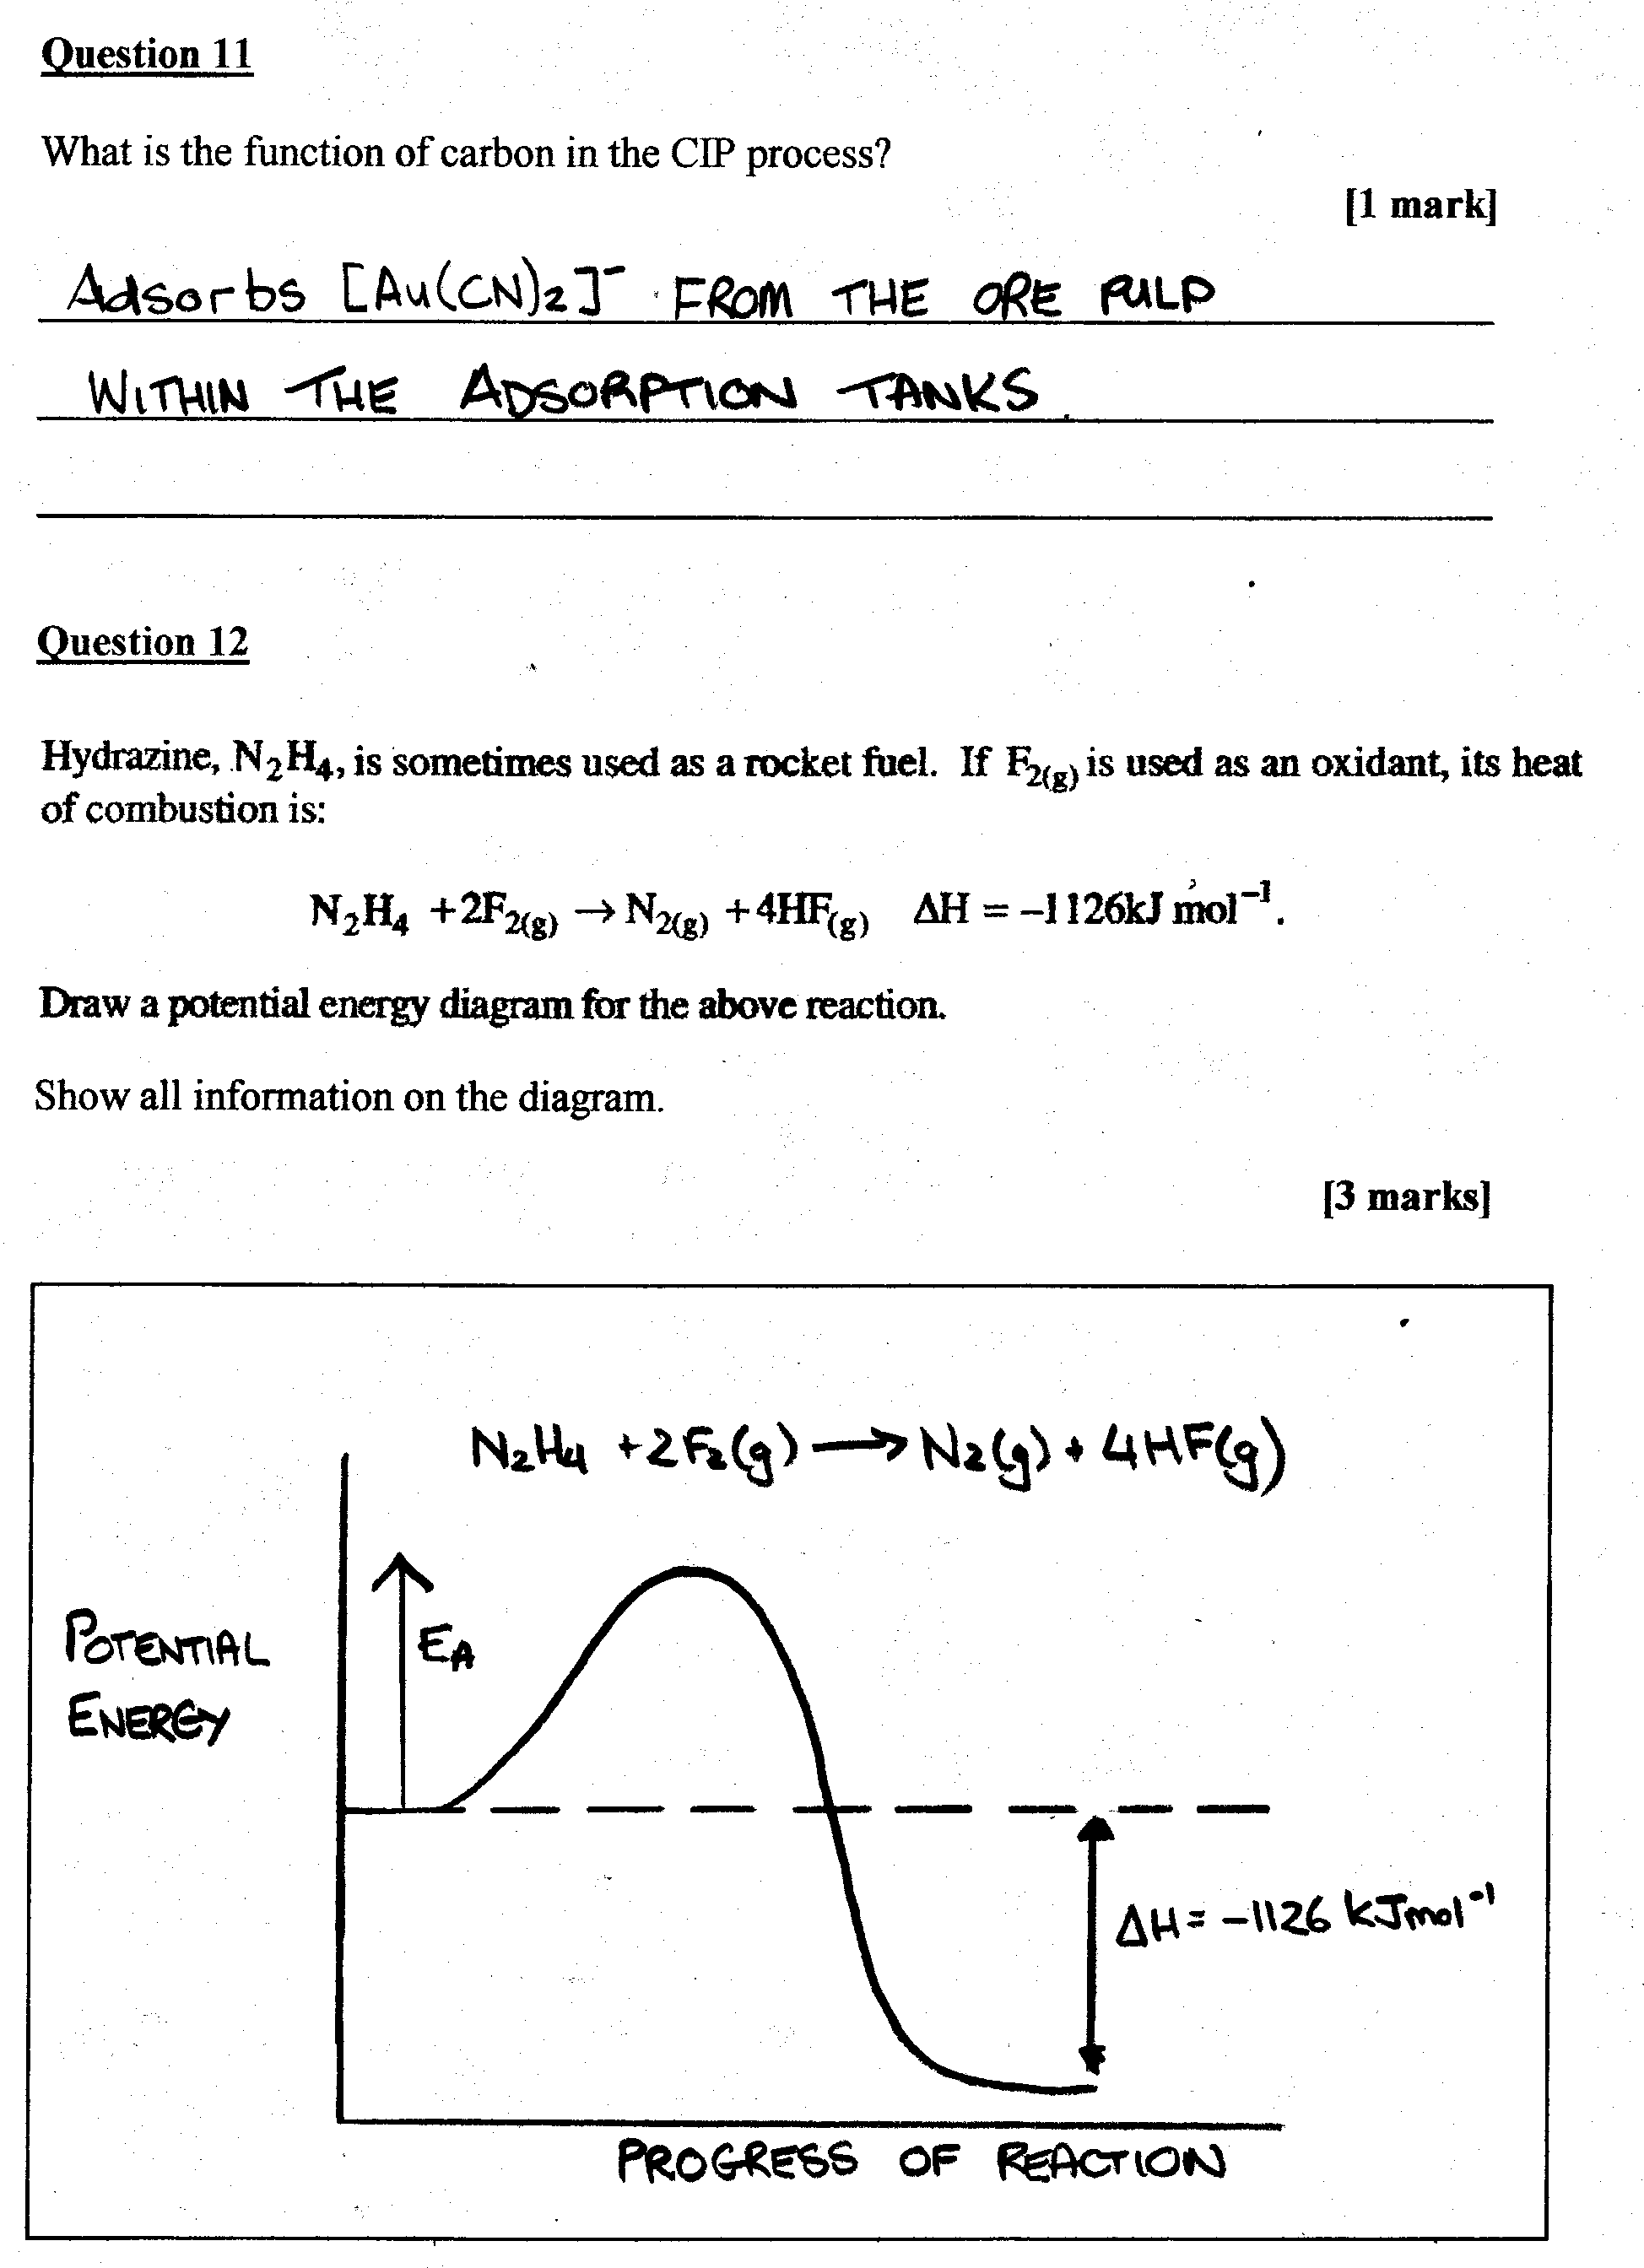 Question 11
What is the function of carbon in the CIP process?
[1 mark]
Adsorbs [Au(CN)₂]⁻ FROM THE ORE PULP
WITHIN THE ADSORPTION TANKS.
Question 12
Hydrazine, N₂H₄, is sometimes used as a rocket fuel. If F₂(g) is used as an oxidant, its heat
of combustion is:
N₂H₄ +2F₂(g) → N₂(g) +4HF(g) ΔH = –1126kJ mol⁻¹.
Draw a potential energy diagram for the above reaction.
Show all information on the diagram.
[3 marks]
N₂H₄ +2F₂(g) → N₂(g) + 4HF(g)
POTENTIAL
ENERGY
EA
ΔH = -1126 kJmol⁻¹
PROGRESS OF REACTION